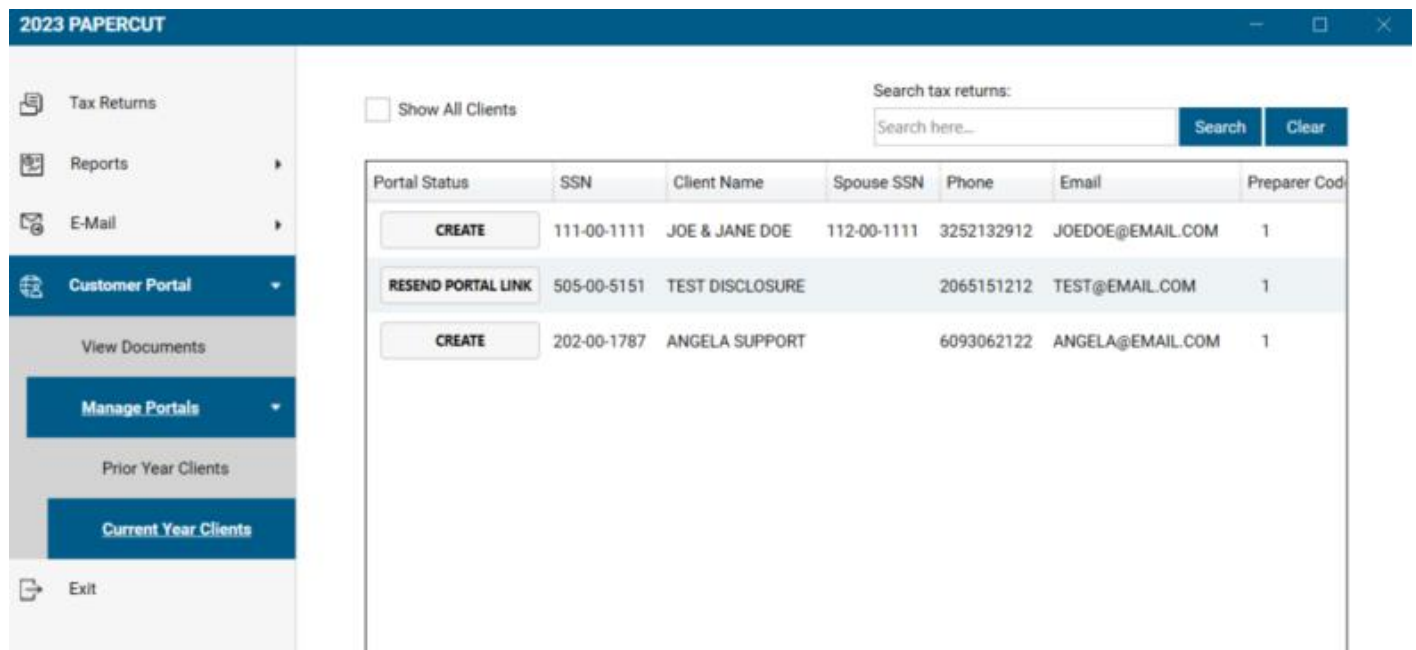 2023 PAPERCUT
Tax Returns
Reports
E-Mail
Customer Portal
View Documents
Manage Portals
Prior Year Clients
Current Year Clients
Exit
Show All Clients
Search tax returns:
Search here...
Search Clear
Portal Status SSN Client Name Spouse SSN Phone Email Preparer Cod
CREATE 111-00-1111 JOE & JANE DOE 112-00-1111 3252132912 JOEDOE@EMAIL.COM 1
RESEND PORTAL LINK 505-00-5151 TEST DISCLOSURE 2065151212 TEST@EMAIL.COM 1
CREATE 202-00-1787 ANGELA SUPPORT 6093062122 ANGELA@EMAIL.COM 1